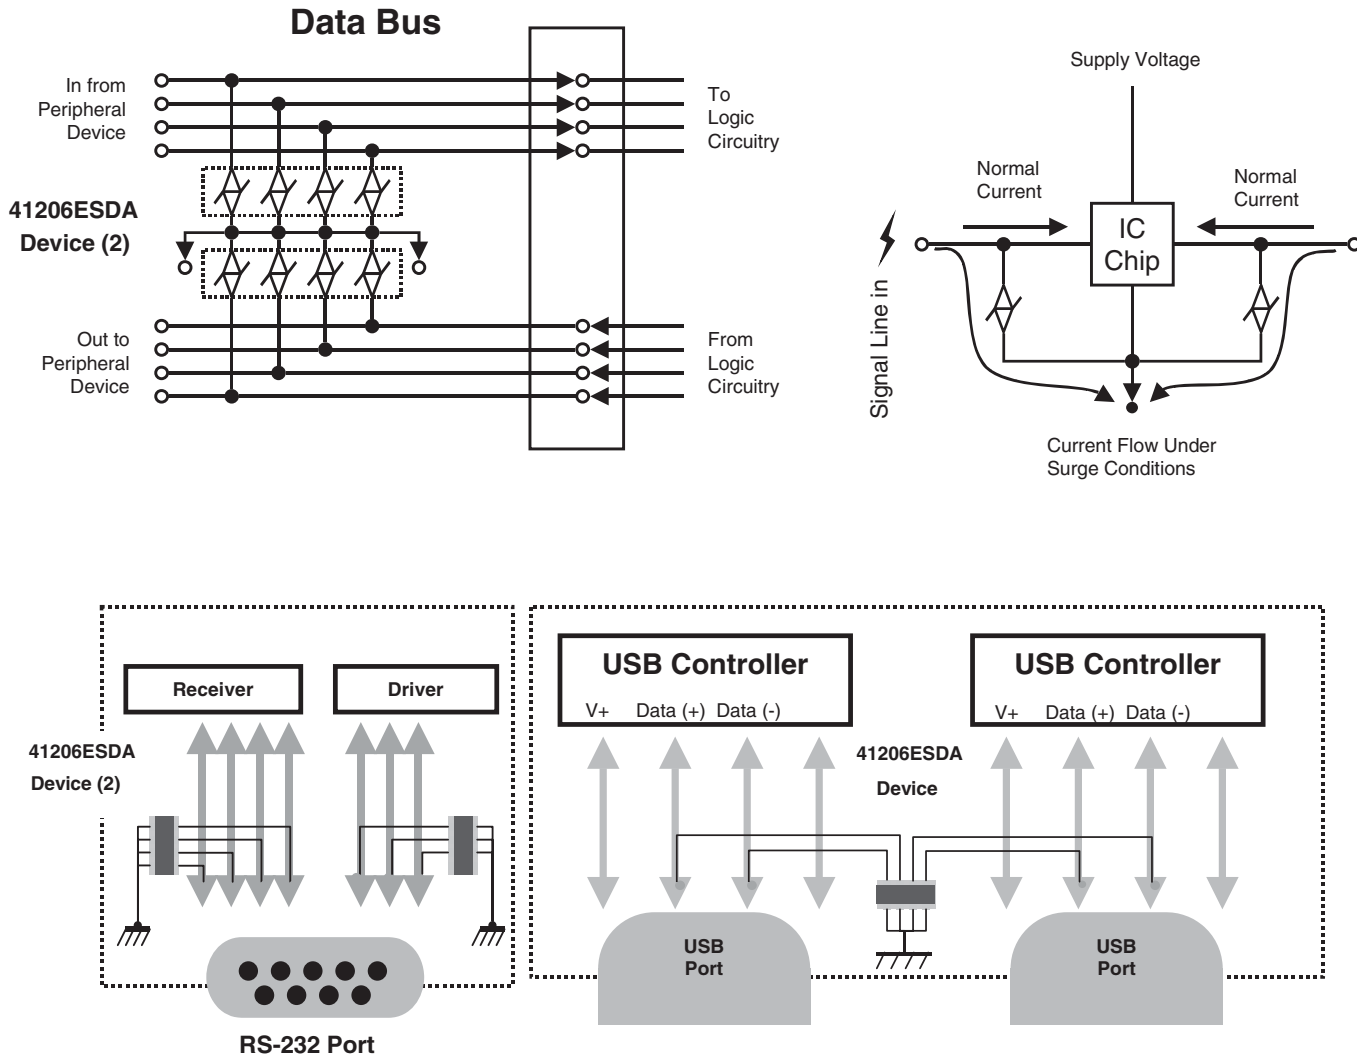 Data Bus
In from
Peripheral
Device
To
Logic
Circuitry
41206ESDA
Device (2)
Out to
Peripheral
Device
From
Logic
Circuitry
Supply Voltage
Normal
Current
Normal
Current
IC
Chip
Signal Line in
Current Flow Under
Surge Conditions
Receiver
Driver
41206ESDA
Device (2)
RS-232 Port
USB Controller
V+ Data (+) Data (-)
USB Controller
V+ Data (+) Data (-)
41206ESDA
Device
USB
Port
USB
Port